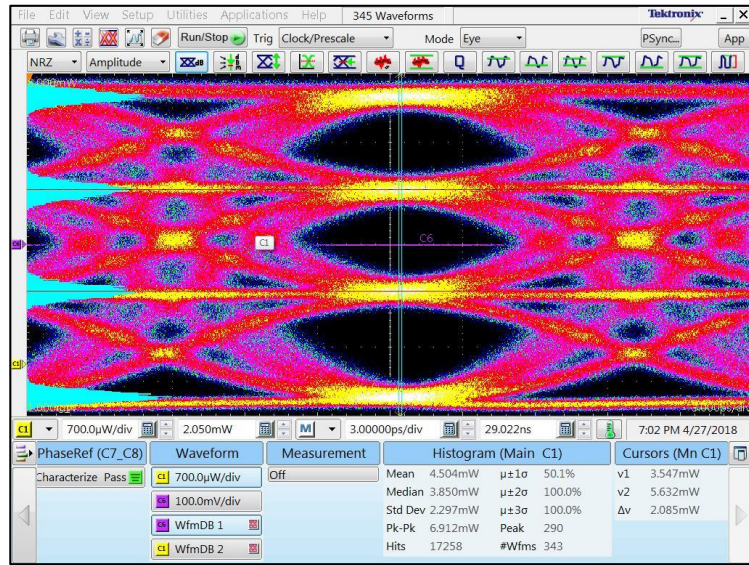 File Edit View Setup Utilities Applications Help 345 Waveforms Tektronix
Run/Stop Trig Clock/Prescale Mode Eye PSync... App
NRZ Amplitude
C6
C1
C6
C1
C1 700.0µW/div 2.050mW M 3.00000ps/div 29.022ns 7:02 PM 4/27/2018
PhaseRef (C7_C8) Waveform Measurement Histogram (Main C1) Cursors (Mn C1)
Characterize Pass C1 700.0µW/div Off Mean 4.504mW µ±1σ 50.1% v1 3.547mW
C6 100.0mV/div Median 3.850mW µ±2σ 100.0% v2 5.632mW
Std Dev 2.297mW µ±3σ 100.0% Δv 2.085mW
C6 WfmDB 1 Pk-Pk 6.912mW Peak 290
C1 WfmDB 2 Hits 17258 #Wfms 343